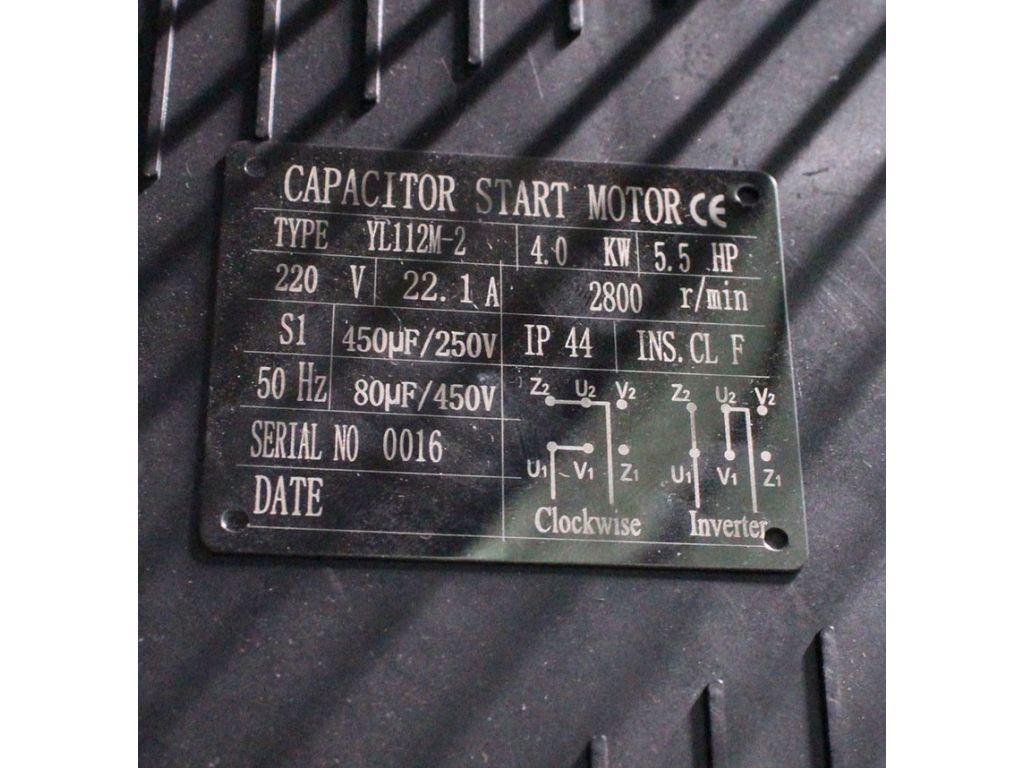 CAPACITOR START MOTOR CE
TYPE YL112M-2 4.0 KW 5.5 HP
220 V 22.1 A 2800 r/min
S1 450µF/250V IP 44 INS.CL F
50 Hz 80µF/450V
Z2 U2 V2 Z2 U2 V2
SERIAL NO 0016
U1 V1 Z1 U1 V1 Z1
DATE
Clockwise Inverter